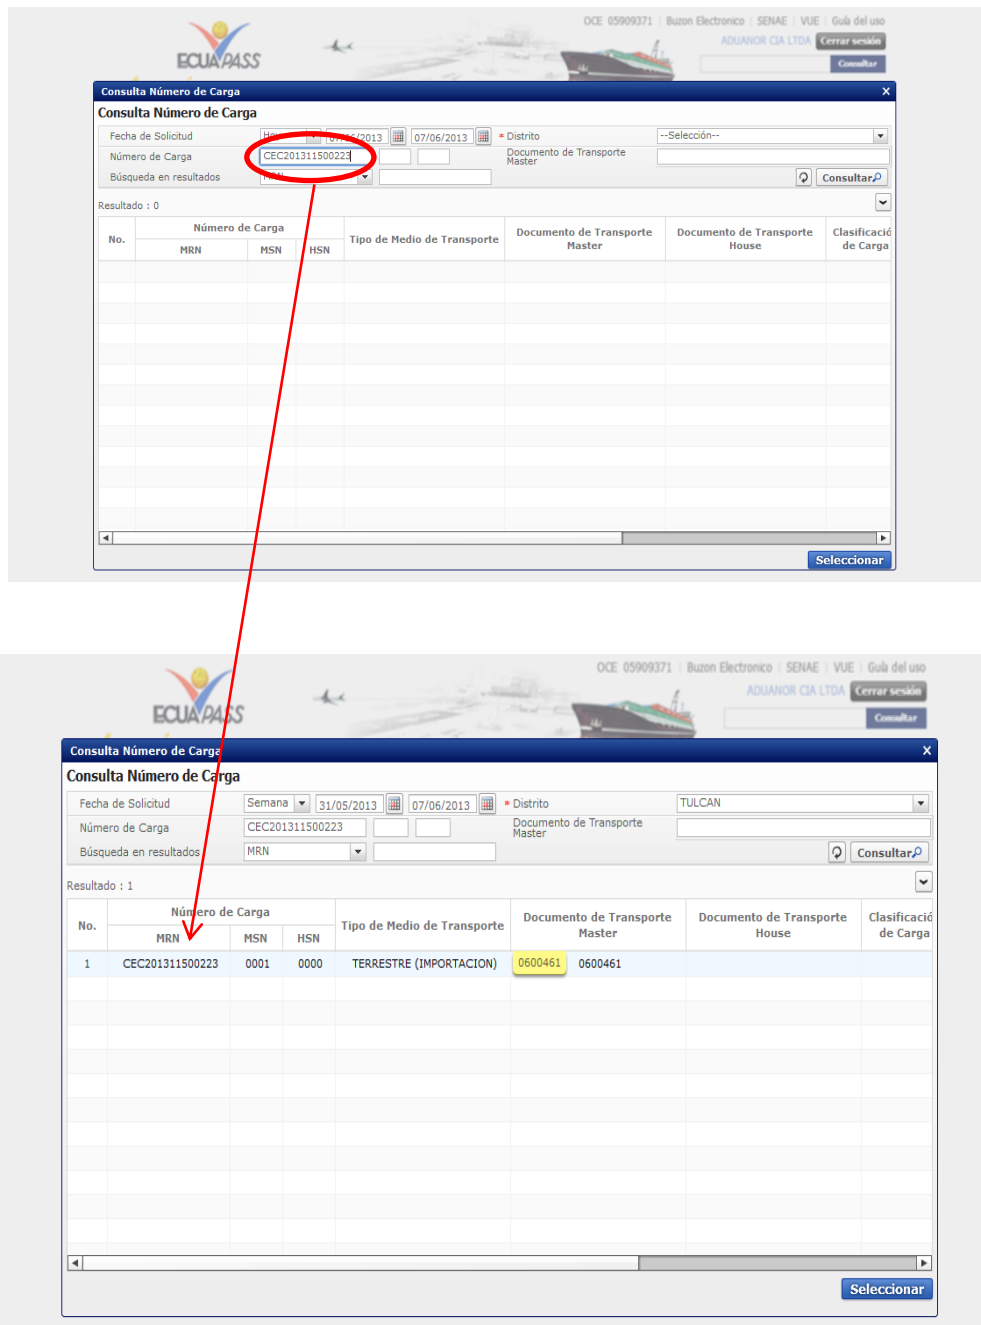 OCE 05909371 | Buzon Electronico | SENAE | VUE | Guía del uso
ECUAPASS
ADUANOR CIA LTDA Cerrar sesión
Consultar
Consulta Número de Carga X
Consulta Número de Carga
Fecha de Solicitud 07/06/2013 * Distrito --Selección--
Número de Carga CEC201311500223 Documento de Transporte Master
Búsqueda en resultados MRN Consultar
Resultado : 0
No. Número de Carga Tipo de Medio de Transporte Documento de Transporte Master Documento de Transporte House Clasificació de Carga
MRN MSN HSN
Seleccionar
OCE 05909371 | Buzon Electronico | SENAE | VUE | Guía del uso
ECUAPASS
ADUANOR CIA LTDA Cerrar sesión
Consultar
Consulta Número de Carga X
Consulta Número de Carga
Fecha de Solicitud Semana 31/05/2013 07/06/2013 * Distrito TULCAN
Número de Carga CEC201311500223 Documento de Transporte Master
Búsqueda en resultados MRN Consultar
Resultado : 1
No. Número de Carga Tipo de Medio de Transporte Documento de Transporte Master Documento de Transporte House Clasificació de Carga
MRN MSN HSN
1 CEC201311500223 0001 0000 TERRESTRE (IMPORTACION) 0600461 0600461
Seleccionar